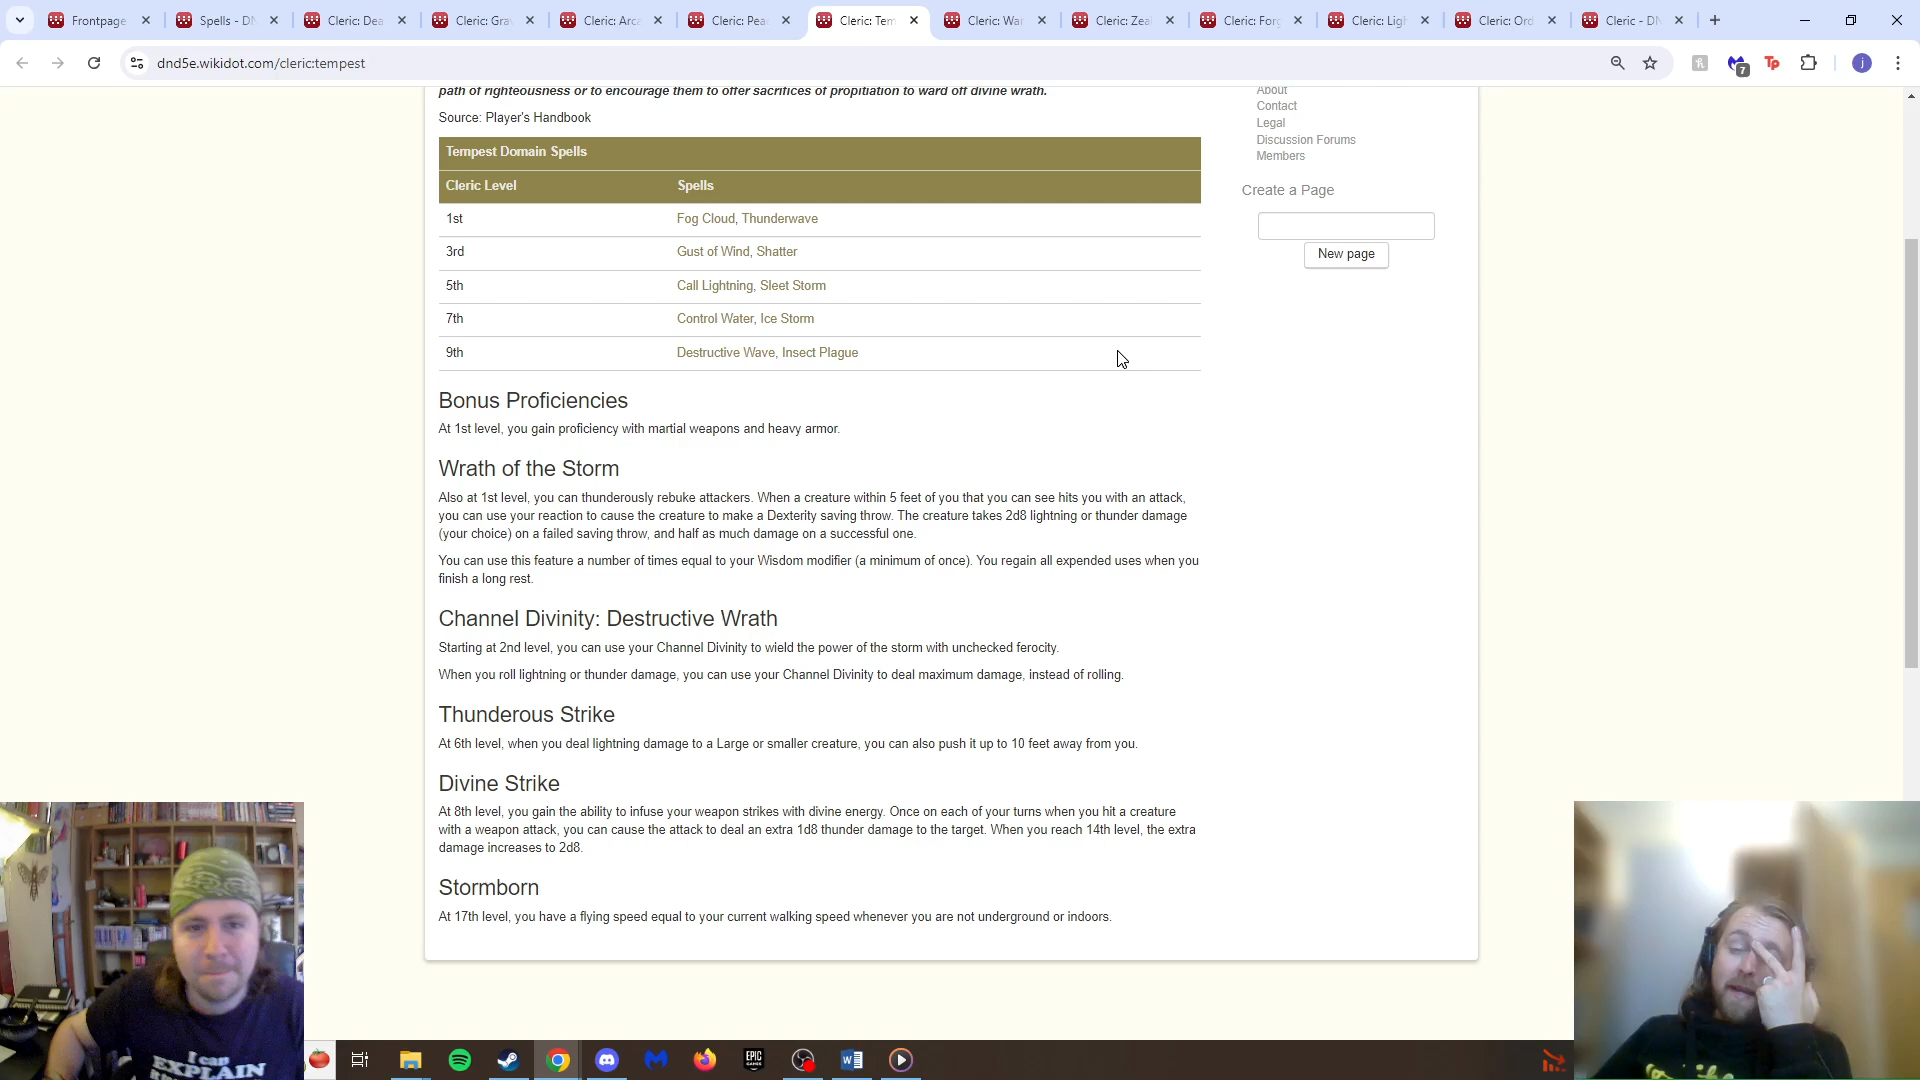 Frontpage
Spells - DN
Cleric: Dea
Cleric: Grav
Cleric: Arca
Cleric: Peac
Cleric: Tem
Cleric: War
Cleric: Zeal
Cleric: Forg
Cleric: Ligh
Cleric: Ord
Cleric - DN
dnd5e.wikidot.com/cleric:tempest
7
Tp
j
path of righteousness or to encourage them to offer sacrifices of propitiation to ward off divine wrath.
Source: Player's Handbook
Tempest Domain Spells
Cleric Level Spells
1st Fog Cloud, Thunderwave
3rd Gust of Wind, Shatter
5th Call Lightning, Sleet Storm
7th Control Water, Ice Storm
9th Destructive Wave, Insect Plague
Bonus Proficiencies
At 1st level, you gain proficiency with martial weapons and heavy armor.
Wrath of the Storm
Also at 1st level, you can thunderously rebuke attackers. When a creature within 5 feet of you that you can see hits you with an attack,
you can use your reaction to cause the creature to make a Dexterity saving throw. The creature takes 2d8 lightning or thunder damage
(your choice) on a failed saving throw, and half as much damage on a successful one.
You can use this feature a number of times equal to your Wisdom modifier (a minimum of once). You regain all expended uses when you
finish a long rest.
Channel Divinity: Destructive Wrath
Starting at 2nd level, you can use your Channel Divinity to wield the power of the storm with unchecked ferocity.
When you roll lightning or thunder damage, you can use your Channel Divinity to deal maximum damage, instead of rolling.
Thunderous Strike
At 6th level, when you deal lightning damage to a Large or smaller creature, you can also push it up to 10 feet away from you.
Divine Strike
At 8th level, you gain the ability to infuse your weapon strikes with divine energy. Once on each of your turns when you hit a creature
with a weapon attack, you can cause the attack to deal an extra 1d8 thunder damage to the target. When you reach 14th level, the extra
damage increases to 2d8.
Stormborn
At 17th level, you have a flying speed equal to your current walking speed whenever you are not underground or indoors.
About
Contact
Legal
Discussion Forums
Members
Create a Page
New page
I can
EXPLAIN
EPIC
GAMES
W